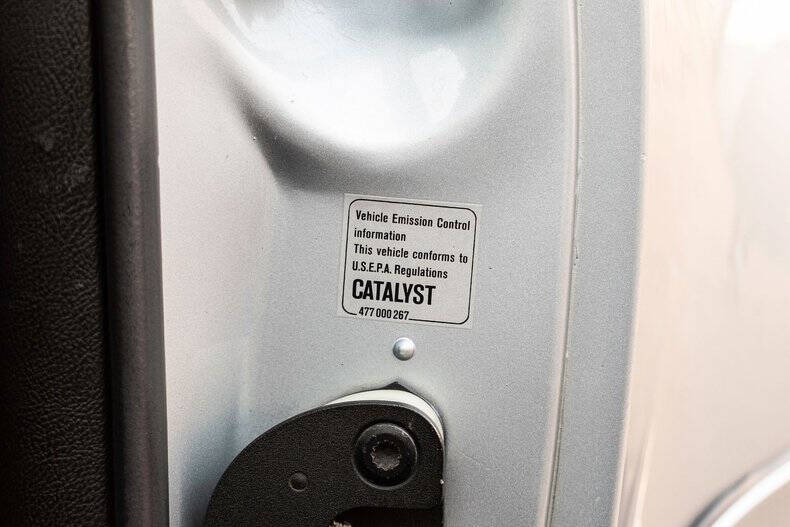 Vehicle Emission Control
information
This vehicle conforms to
U.S.E.P.A. Regulations
CATALYST
477 000 267